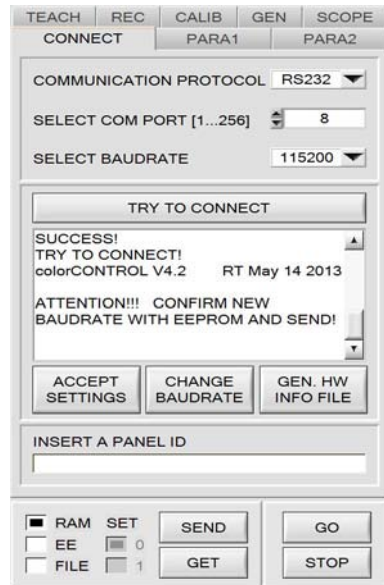 TEACH REC CALIB GEN SCOPE
CONNECT PARA1 PARA2
COMMUNICATION PROTOCOL RS232
SELECT COM PORT [1...256] 8
SELECT BAUDRATE 115200
TRY TO CONNECT
SUCCESS!
TRY TO CONNECT!
colorCONTROL V4.2 RT May 14 2013
ATTENTION!!! CONFIRM NEW
BAUDRATE WITH EEPROM AND SEND!
ACCEPT SETTINGS
CHANGE BAUDRATE
GEN. HW INFO FILE
INSERT A PANEL ID
RAM SET SEND GO
EE 0
FILE 1 GET STOP